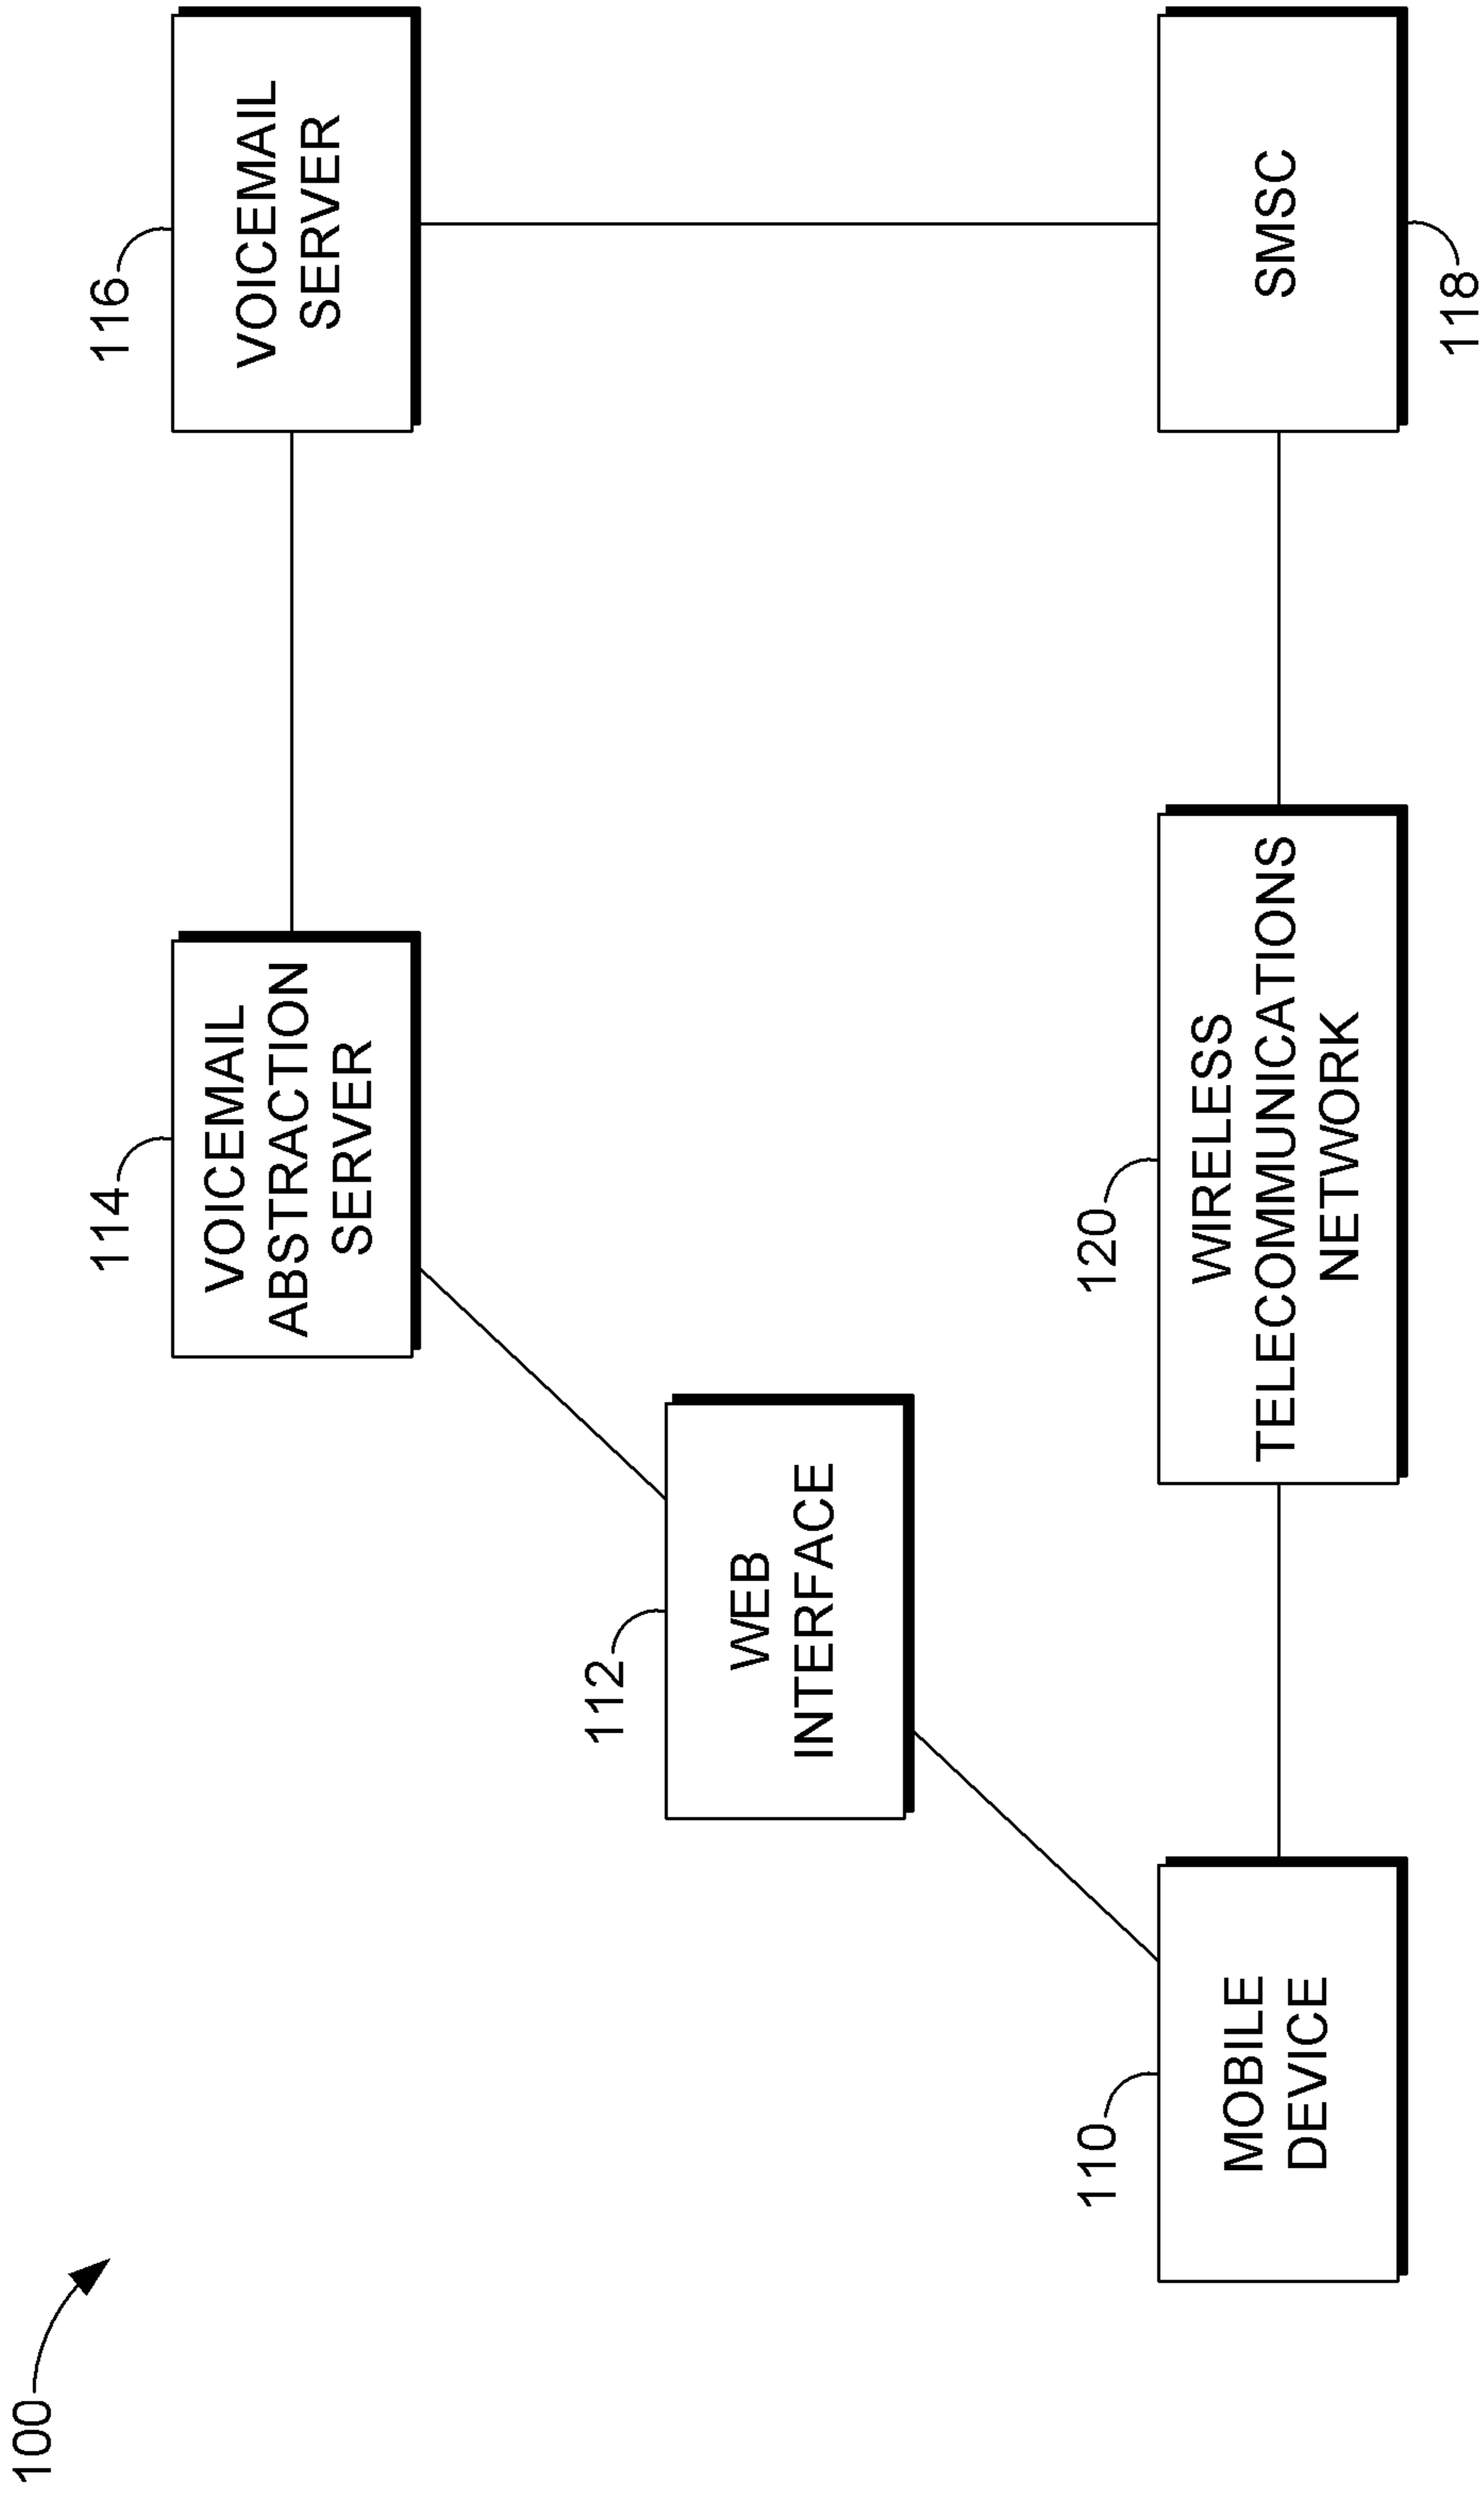 100
114
VOICEMAIL
ABSTRACTION
SERVER
116
VOICEMAIL
SERVER
112
WEB
INTERFACE
110
MOBILE
DEVICE
120
WIRELESS
TELECOMMUNICATIONS
NETWORK
SMSC
118